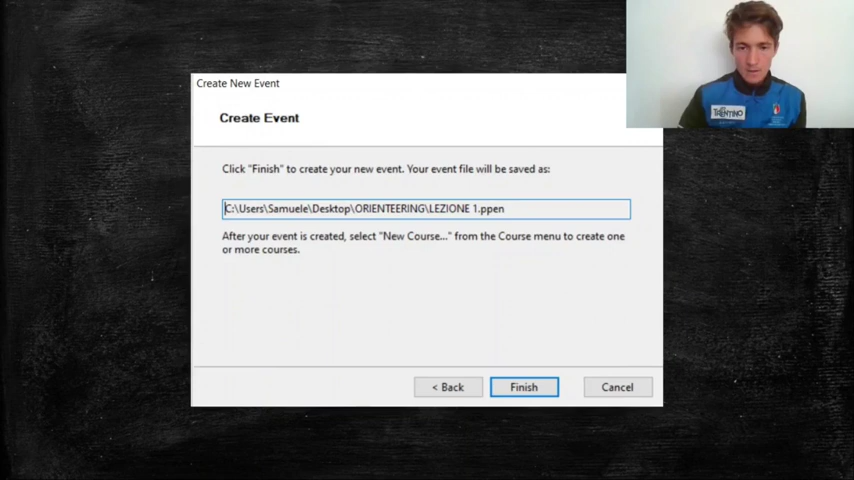 Create New Event
Create Event
Click "Finish" to create your new event. Your event file will be saved as:
C:\Users\Samuele\Desktop\ORIENTEERING\LEZIONE 1.ppen
After your event is created, select "New Course..." from the Course menu to create one
or more courses.
< Back
Finish
Cancel
TRENTINO